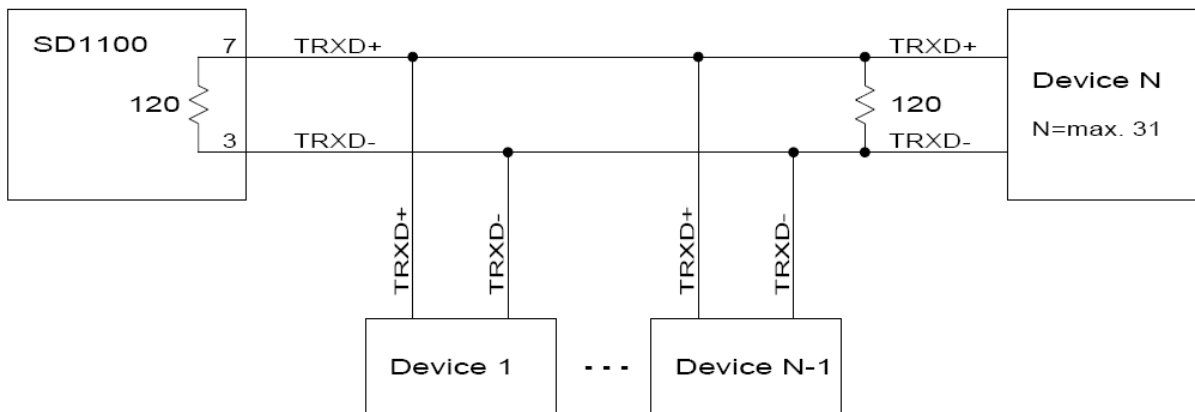 SD1100
7
TRXD+
TRXD+
120
120
Device N
N=max. 31
3
TRXD-
TRXD-
TRXD+
TRXD-
TRXD+
TRXD-
Device 1
- - -
Device N-1